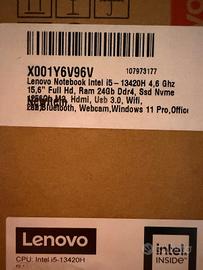 X001Y6V96V
107973177
Lenovo Notebook Intel i5-13420H 4,6 Ghz
15,6" Full Hd, Ram 24Gb Ddr4, Ssd Nvme
M2, Hdmi, Usb 3.0, Wifi,
Bluetooth, Webcam,Windows 11 Pro,Office
Lenovo
intel
INSIDE
CPU: Intel i5-13420H